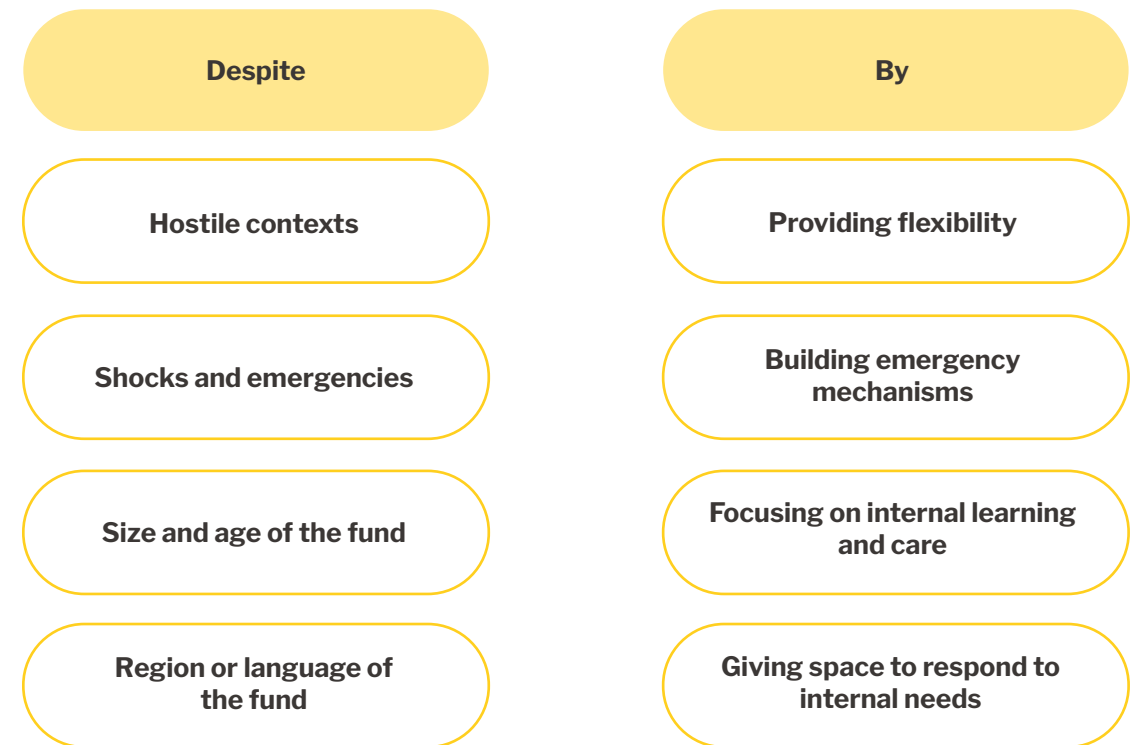 Despite
By
Hostile contexts
Providing flexibility
Shocks and emergencies
Building emergency
mechanisms
Size and age of the fund
Focusing on internal learning
and care
Region or language of
the fund
Giving space to respond to
internal needs